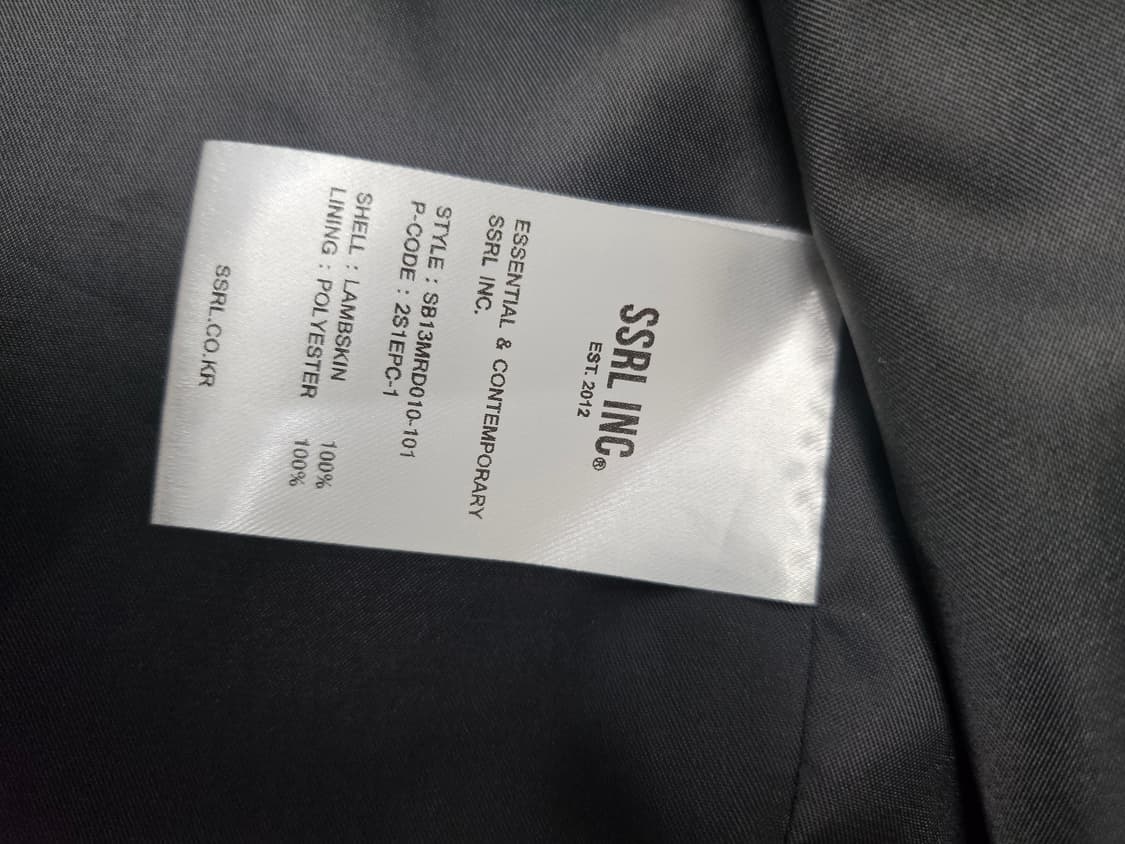 SSRL INC®
EST. 2012
ESSENTIAL & CONTEMPORARY
SSRL INC.
STYLE : SB13MRD010-101
P-CODE : 2S1EPC-1
SHELL : LAMBSKIN 100%
LINING : POLYESTER 100%
SSRL.CO.KR